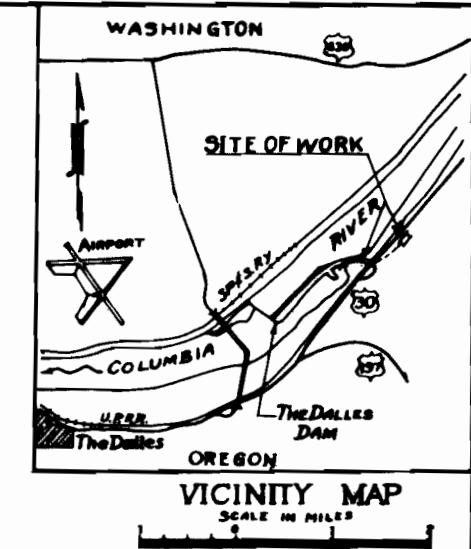 WASHINGTON
830
SITE OF WORK
AIRPORT
S.P.&S. RY
RIVER
30
COLUMBIA
197
U.P.R.R.
The Dalles
THE DALLES
DAM
OREGON
VICINITY MAP
SCALE IN MILES
1 0 1 2